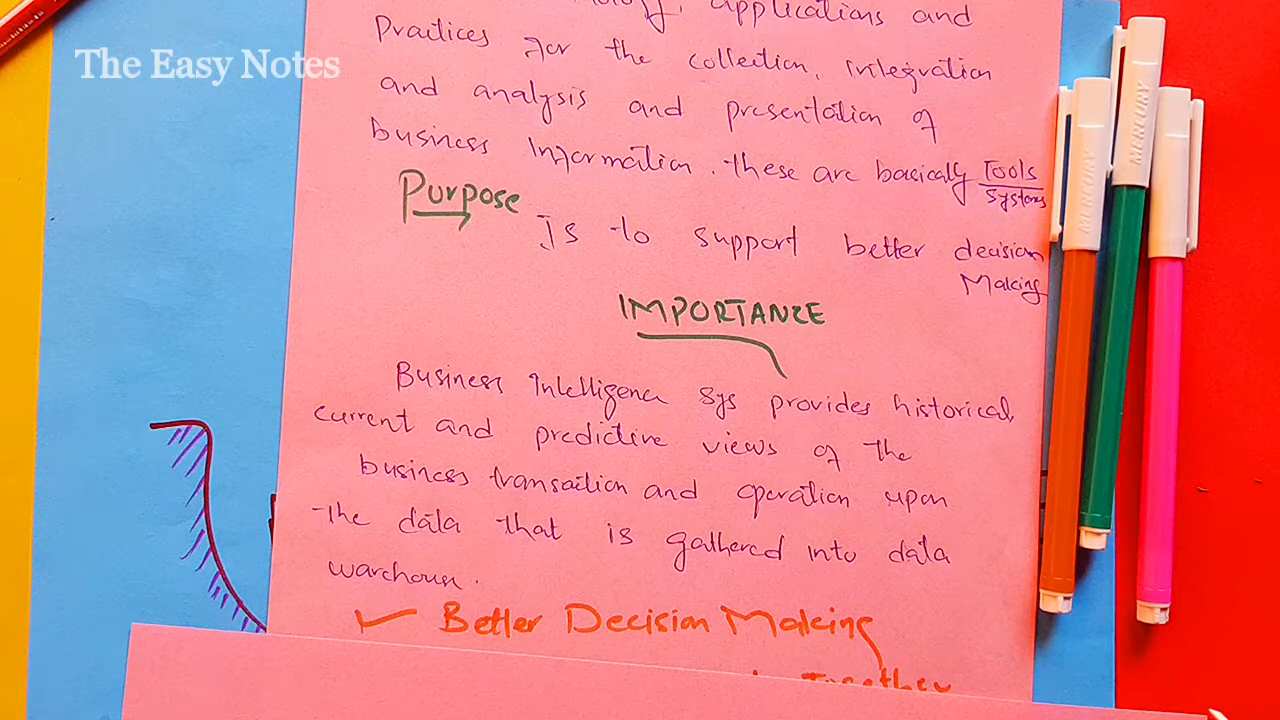 The Easy Notes
applications and
Practices for the collection, integration
and analysis and presentation of
business Information. these are basically Tools
Systems
Purpose
Is to support better decision
Making
IMPORTANCE
Business Intelligence sys provides historical,
current and predictive views of the
business transaction and operation upon
the data that is gathered into data
warehouse.
Better Decision Making
Together
MERCURY
MERCURY